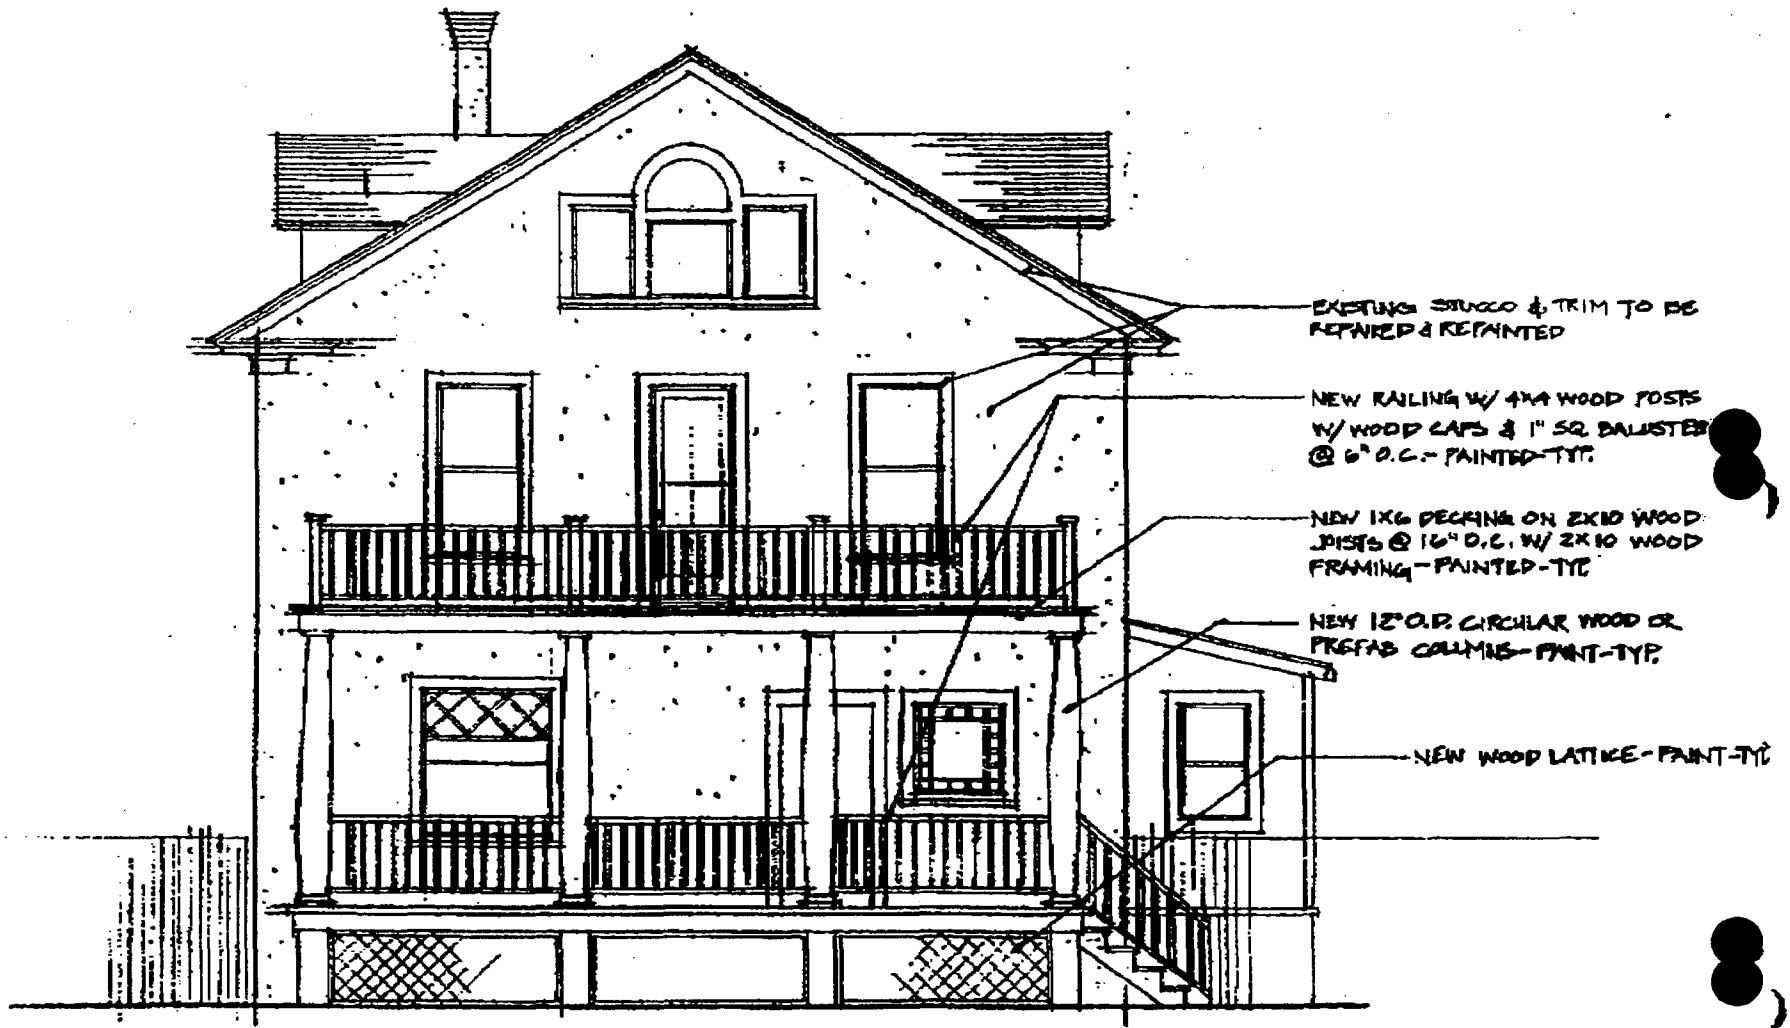 EXISTING STUCCO & TRIM TO BE
REPAIRED & REPAINTED
NEW RAILING W/ 4X4 WOOD POSTS
W/ WOOD CAPS & 1" SQ. BALUSTER
@ 6" O.C. - PAINTED-TYP.
NEW 1X6 DECKING ON 2X10 WOOD
JOISTS @ 16" O.C. W/ 2X10 WOOD
FRAMING - PAINTED - TYP.
NEW 12" O.D. CIRCULAR WOOD OR
PREFAB COLUMNS - PAINT-TYP.
NEW WOOD LATTICE - PAINT-TYP.